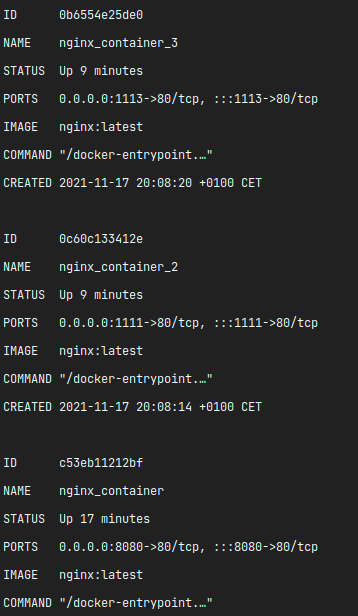 ID      0b6554e25de0
NAME    nginx_container_3
STATUS  Up 9 minutes
PORTS   0.0.0.0:1113->80/tcp, :::1113->80/tcp
IMAGE   nginx:latest
COMMAND "/docker-entrypoint.…"
CREATED 2021-11-17 20:08:20 +0100 CET
ID      0c60c133412e
NAME    nginx_container_2
STATUS  Up 9 minutes
PORTS   0.0.0.0:1111->80/tcp, :::1111->80/tcp
IMAGE   nginx:latest
COMMAND "/docker-entrypoint.…"
CREATED 2021-11-17 20:08:14 +0100 CET
ID      c53eb11212bf
NAME    nginx_container
STATUS  Up 17 minutes
PORTS   0.0.0.0:8080->80/tcp, :::8080->80/tcp
IMAGE   nginx:latest
COMMAND "/docker-entrypoint.…"